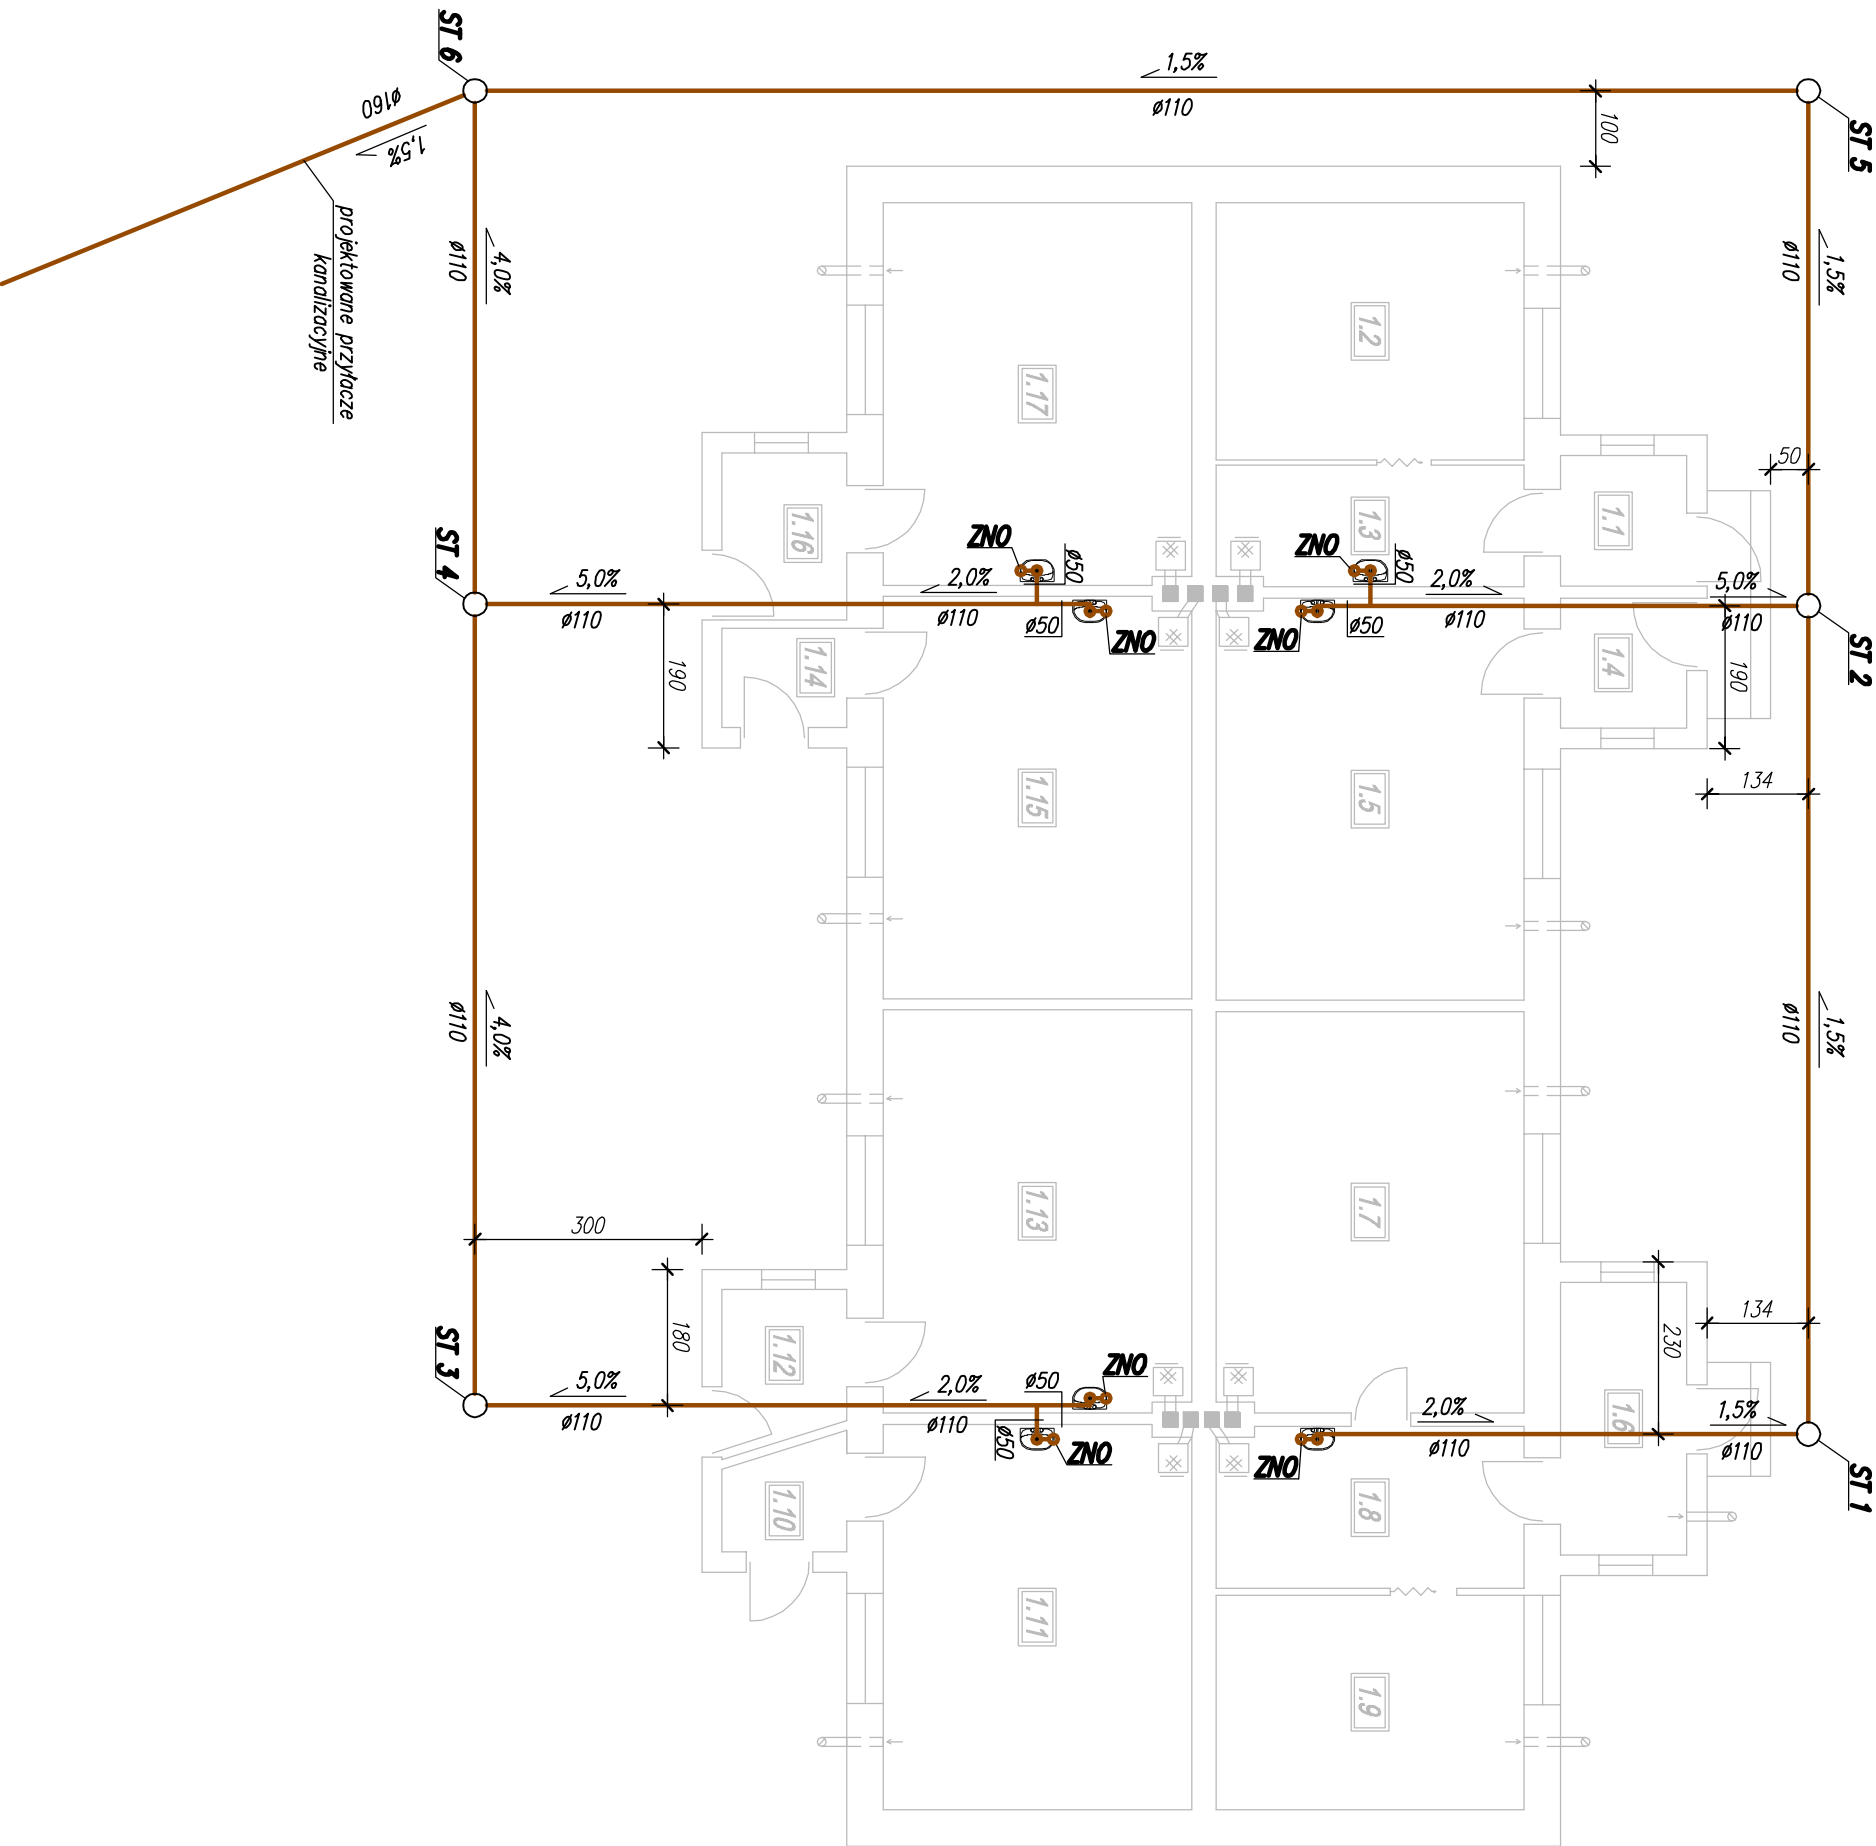 ST 6
ST 5
1,5%
ø110
100
ø160
1,5%
projektowane przyłacze
kanalizacyjne
4,0%
ø110
1,5%
ø110
1.2
1.17
50
1.1
1.3
1.16
ZNO
ø50
ZNO
ø50
ST 4
5,0%
ø110
2,0%
ø110
2,0%
ø110
5,0%
ø110
ST 2
ø50
ZNO
ZNO
ø50
190
1.14
1.4
190
134
1.15
1.5
4,0%
ø110
1,5%
ø110
1.13
1.7
300
134
180
230
1.12
1.6
ST 3
5,0%
ø110
2,0%
ø110
ø50
ZNO
ø50
ZNO
ZNO
2,0%
ø110
1,5%
ø110
ST 1
1.10
1.8
1.11
1.9